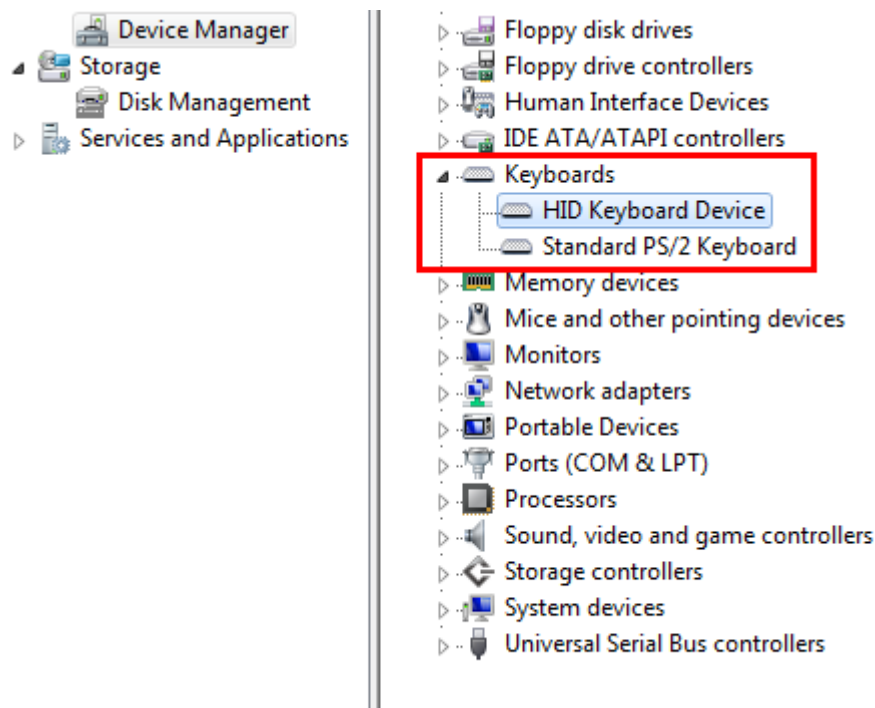 Device Manager
Storage
Disk Management
Services and Applications
Floppy disk drives
Floppy drive controllers
Human Interface Devices
IDE ATA/ATAPI controllers
Keyboards
HID Keyboard Device
Standard PS/2 Keyboard
Memory devices
Mice and other pointing devices
Monitors
Network adapters
Portable Devices
Ports (COM & LPT)
Processors
Sound, video and game controllers
Storage controllers
System devices
Universal Serial Bus controllers